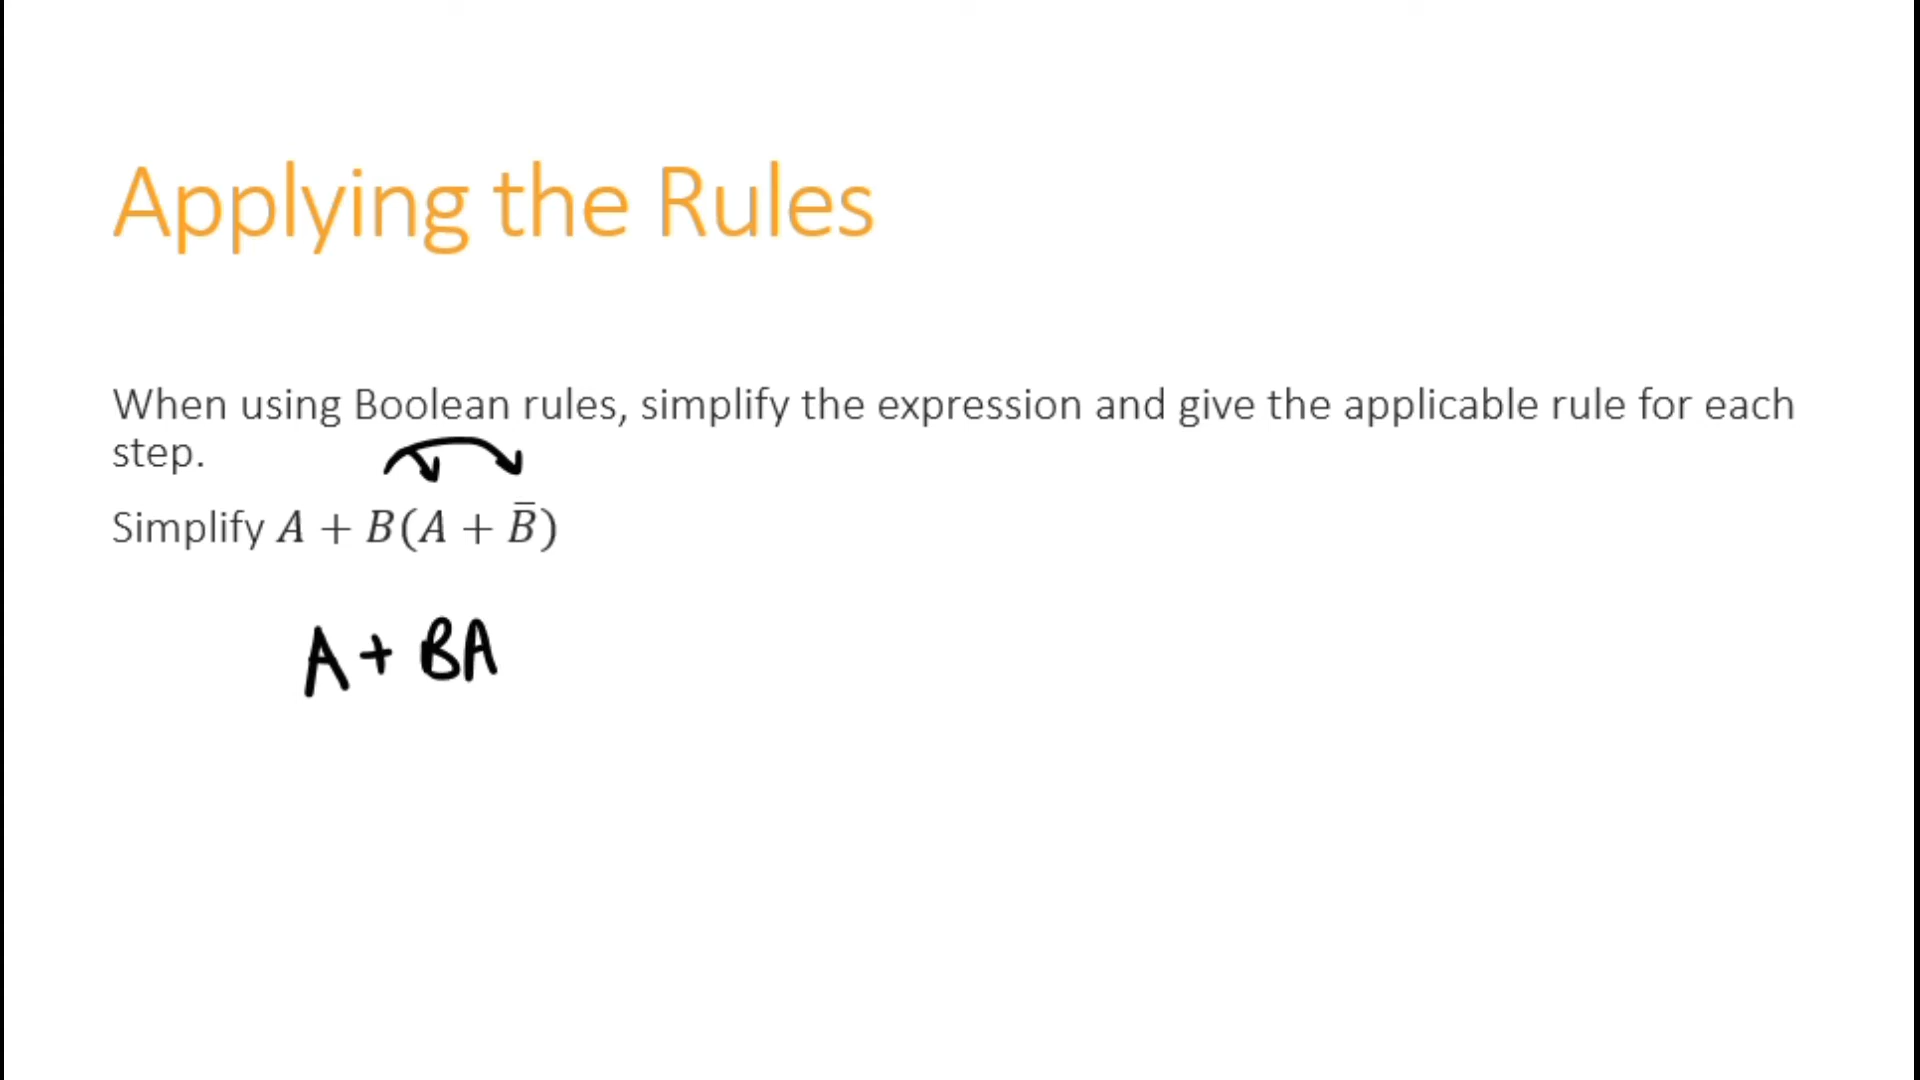 Applying the Rules
When using Boolean rules, simplify the expression and give the applicable rule for each
step.
Simplify A + B(A + B̅)
A + BA